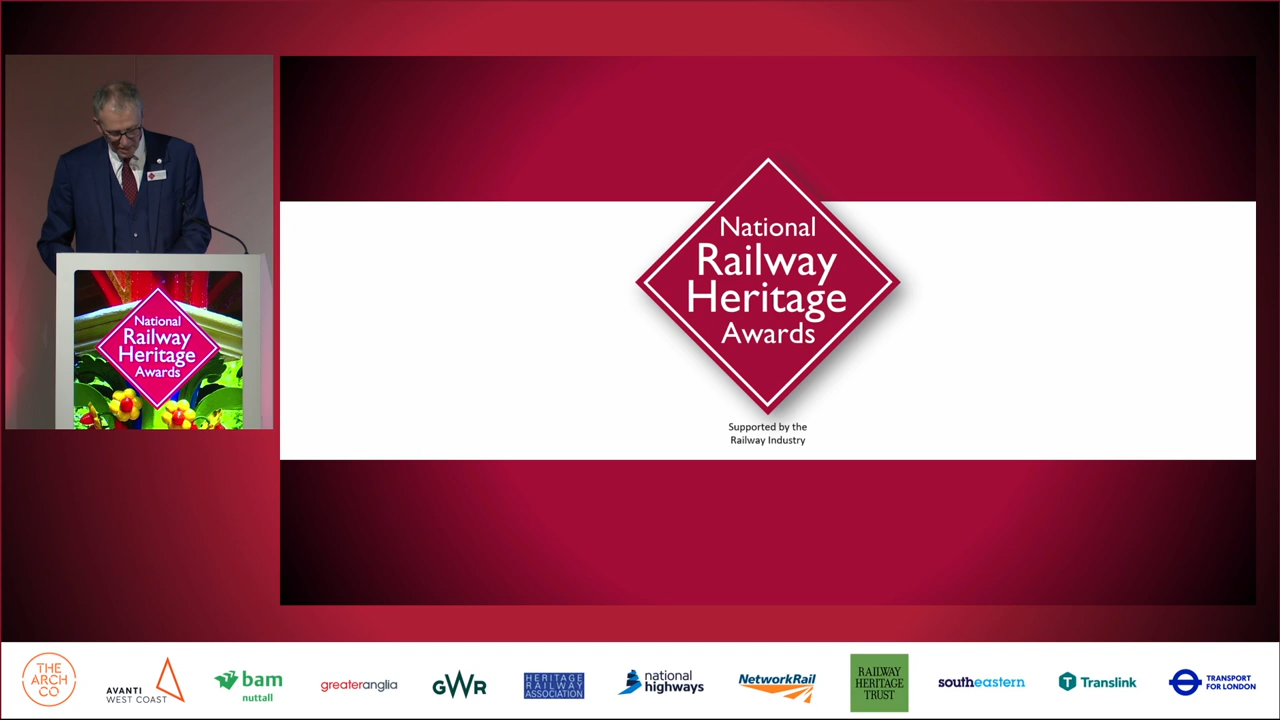 National
Railway
Heritage
Awards
Supported by the
Railway Industry
National
Railway
Heritage
Awards
THE
ARCH
CO
AVANTI
WEST COAST
bam
nuttall
greateranglia
GWR
HERITAGE
RAILWAY
ASSOCIATION
national
highways
NetworkRail
RAILWAY
HERITAGE
TRUST
southeastern
T Translink
TRANSPORT
FOR LONDON